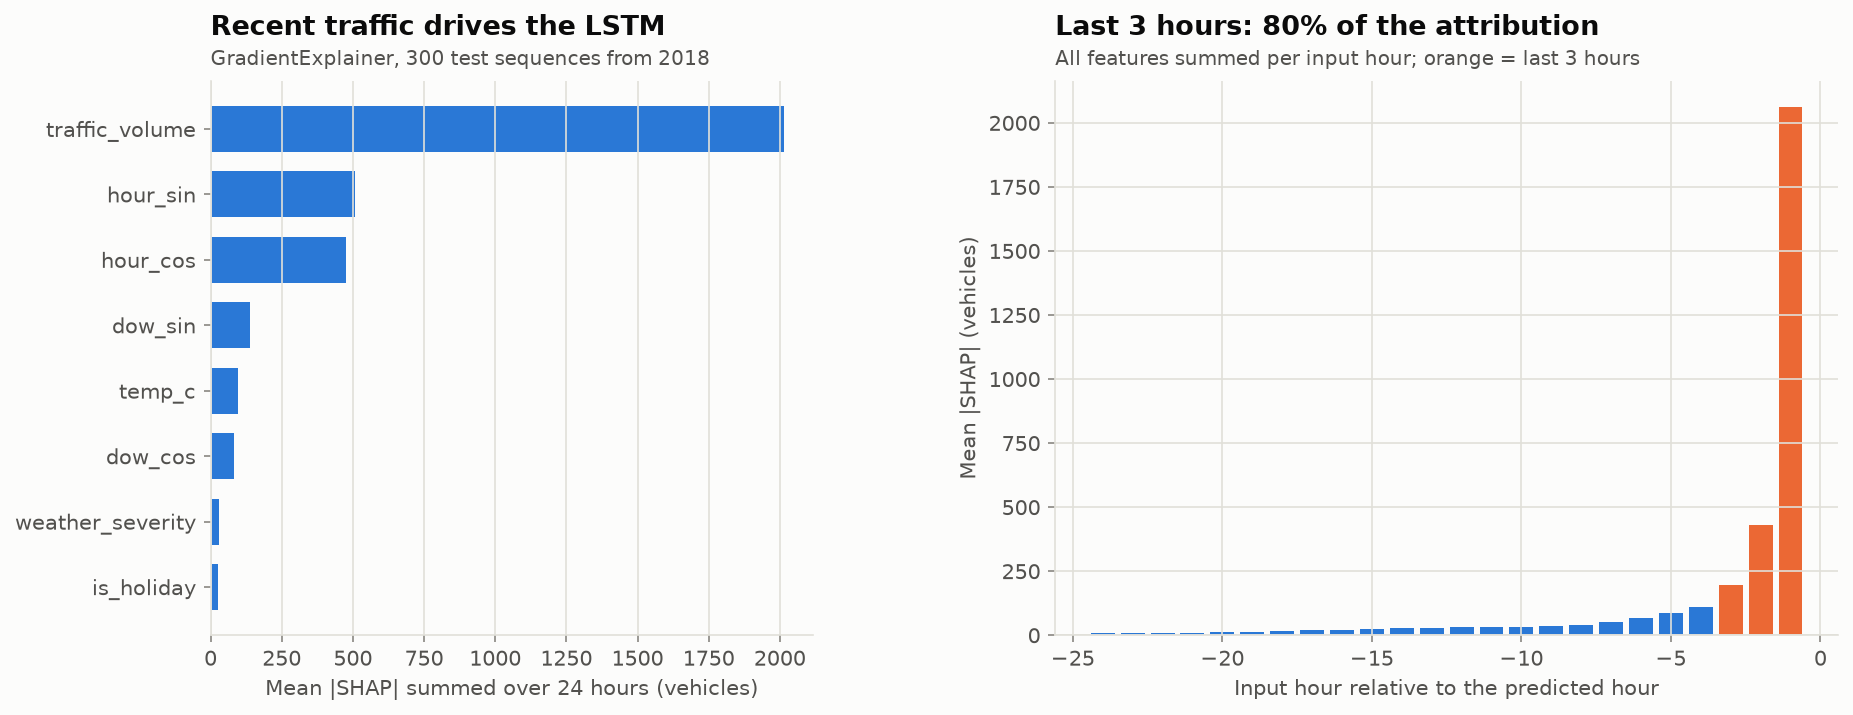 Recent traffic drives the LSTM
GradientExplainer, 300 test sequences from 2018
traffic_volume
hour_sin
hour_cos
dow_sin
temp_c
dow_cos
weather_severity
is_holiday
0 250 500 750 1000 1250 1500 1750 2000
Mean |SHAP| summed over 24 hours (vehicles)
Last 3 hours: 80% of the attribution
All features summed per input hour; orange = last 3 hours
Mean |SHAP| (vehicles)
2000
1750
1500
1250
1000
750
500
250
0
−25 −20 −15 −10 −5 0
Input hour relative to the predicted hour